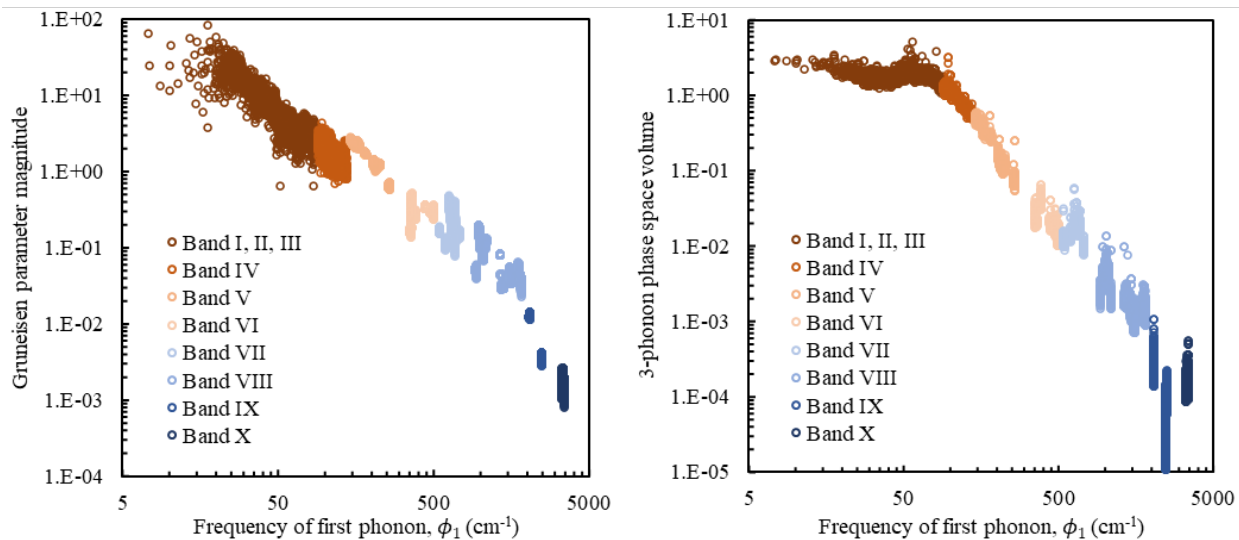 Gruneisen parameter magnitude
1.E+02
1.E+01
1.E+00
1.E-01
1.E-02
1.E-03
1.E-04
Band I, II, III
Band IV
Band V
Band VI
Band VII
Band VIII
Band IX
Band X
5
50
500
5000
Frequency of first phonon, ϕ₁ (cm⁻¹)
3-phonon phase space volume
1.E+01
1.E+00
1.E-01
1.E-02
1.E-03
1.E-04
1.E-05
Band I, II, III
Band IV
Band V
Band VI
Band VII
Band VIII
Band IX
Band X
5
50
500
5000
Frequency of first phonon, ϕ₁ (cm⁻¹)